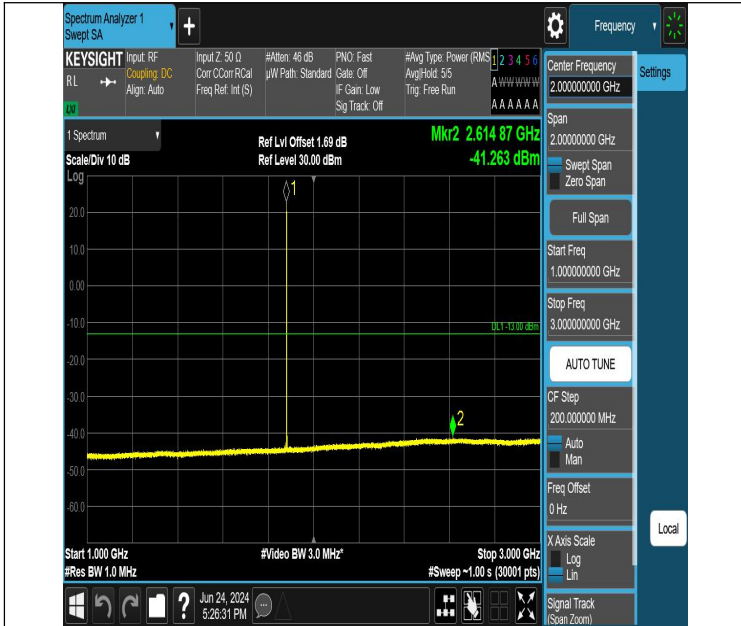 Spectrum Analyzer 1
Swept SA
+
Frequency
KEYSIGHT
RL
Input: RF
Coupling: DC
Align: Auto
Input Z: 50 Ω
Corr CCorr RCal
Freq Ref: Int (S)
#Atten: 46 dB
µW Path: Standard
PNO: Fast
Gate: Off
IF Gain: Low
Sig Track: Off
#Avg Type: Power (RMS
Avg|Hold: 5/5
Trig: Free Run
1 2 3 4 5 6
A W W W W W
A A A A A A
1 Spectrum
Scale/Div 10 dB
Log
Ref Lvl Offset 1.69 dB
Ref Level 30.00 dBm
Mkr2 2.614 87 GHz
-41.263 dBm
1
20.0
10.0
0.00
-10.0
DL1 -13.00 dBm
-20.0
-30.0
2
-40.0
-50.0
-60.0
Start 1.000 GHz
#Res BW 1.0 MHz
#Video BW 3.0 MHz*
Stop 3.000 GHz
#Sweep ~1.00 s (30001 pts)
?
Jun 24, 2024
5:26:31 PM
Settings
Center Frequency
2.000000000 GHz
Span
2.00000000 GHz
Swept Span
Zero Span
Full Span
Start Freq
1.000000000 GHz
Stop Freq
3.000000000 GHz
AUTO TUNE
CF Step
200.000000 MHz
Auto
Man
Freq Offset
0 Hz
X Axis Scale
Log
Lin
Signal Track
(Span Zoom)
Local